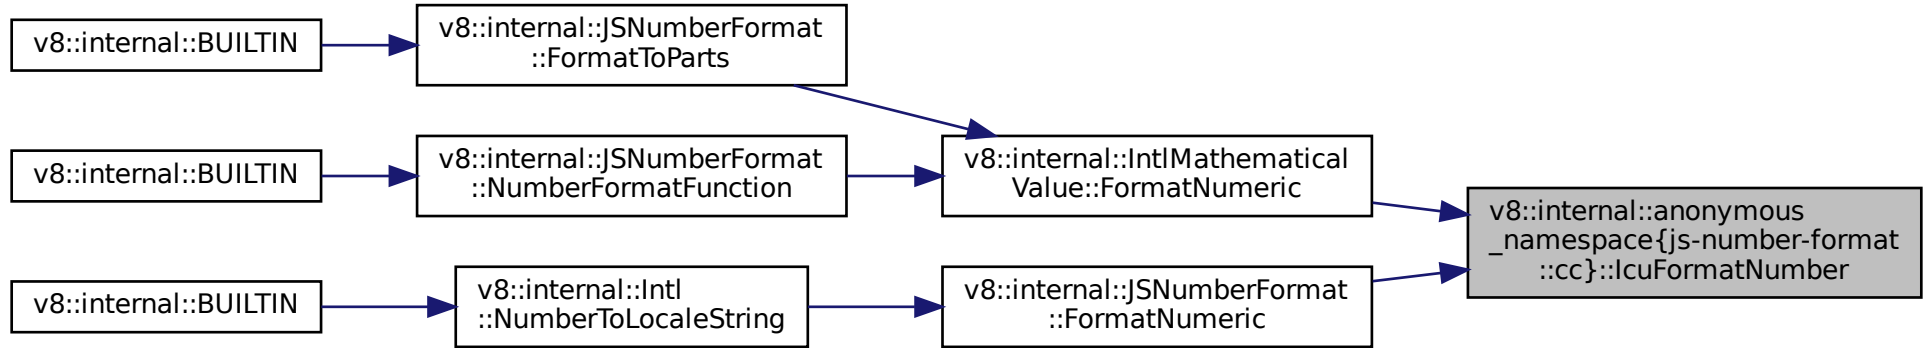 v8::internal::BUILTIN
v8::internal::JSNumberFormat
::FormatToParts
v8::internal::BUILTIN
v8::internal::JSNumberFormat
::NumberFormatFunction
v8::internal::IntlMathematical
Value::FormatNumeric
v8::internal::anonymous
_namespace{js-number-format
::cc}::IcuFormatNumber
v8::internal::BUILTIN
v8::internal::Intl
::NumberToLocaleString
v8::internal::JSNumberFormat
::FormatNumeric